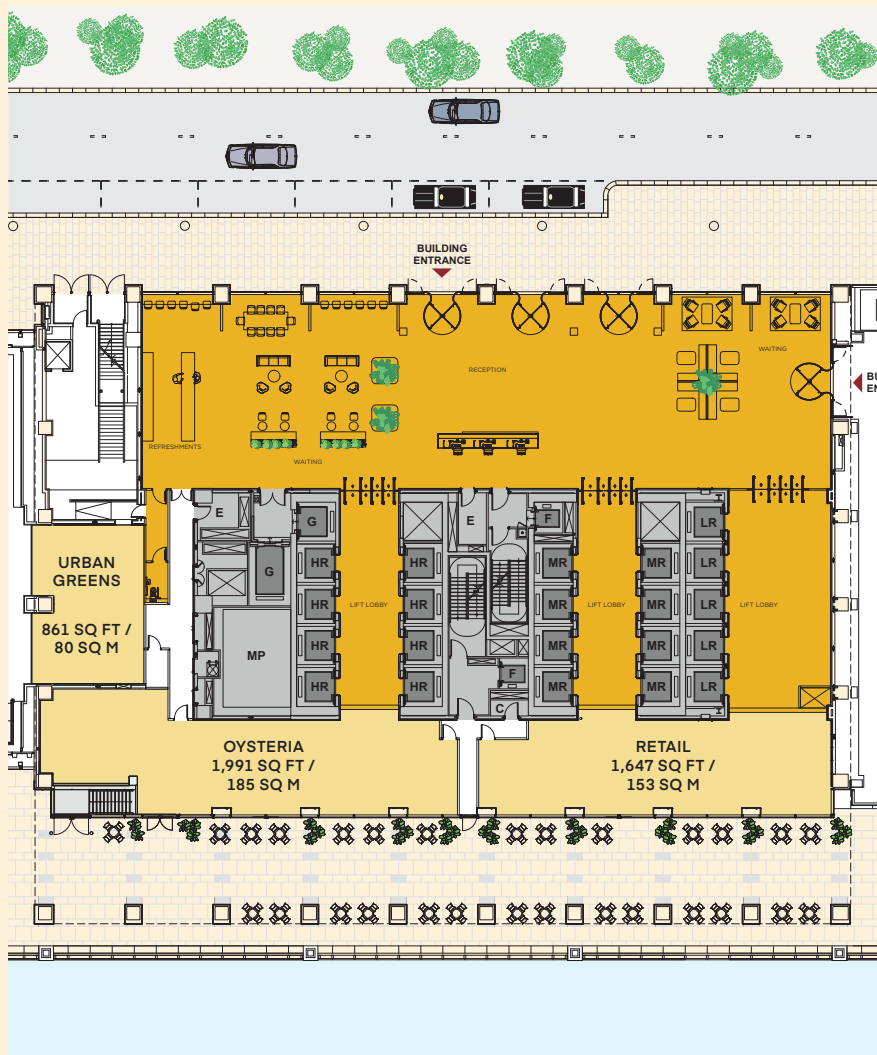 BUILDING
ENTRANCE
WAITING
RECEPTION
BU
EN
REFRESHMENTS
WAITING
E
G
E
F
LR
G
HR
HR
MR
MR
LR
URBAN
GREENS
861 SQ FT /
80 SQ M
HR
HR
LIFT LOBBY
MR
LIFT LOBBY
MR
LR
LIFT LOBBY
MP
HR
HR
MR
MR
LR
F
HR
HR
MR
MR
LR
C
OYSTERIA
1,991 SQ FT /
185 SQ M
RETAIL
1,647 SQ FT /
153 SQ M